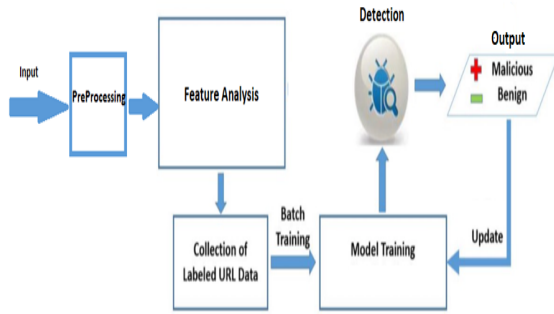 Input
PreProcessing
Feature Analysis
Collection of
Labeled URL Data
Batch
Training
Model Training
Detection
Output
Malicious
Benign
Update